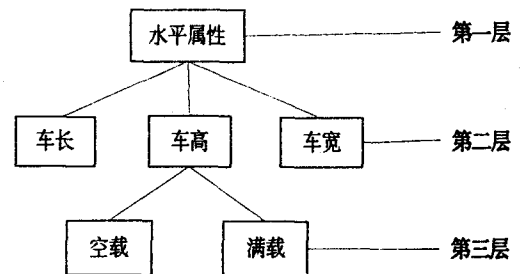 水平属性 第一层
车长 车高 车宽 第二层
空载 满载 第三层